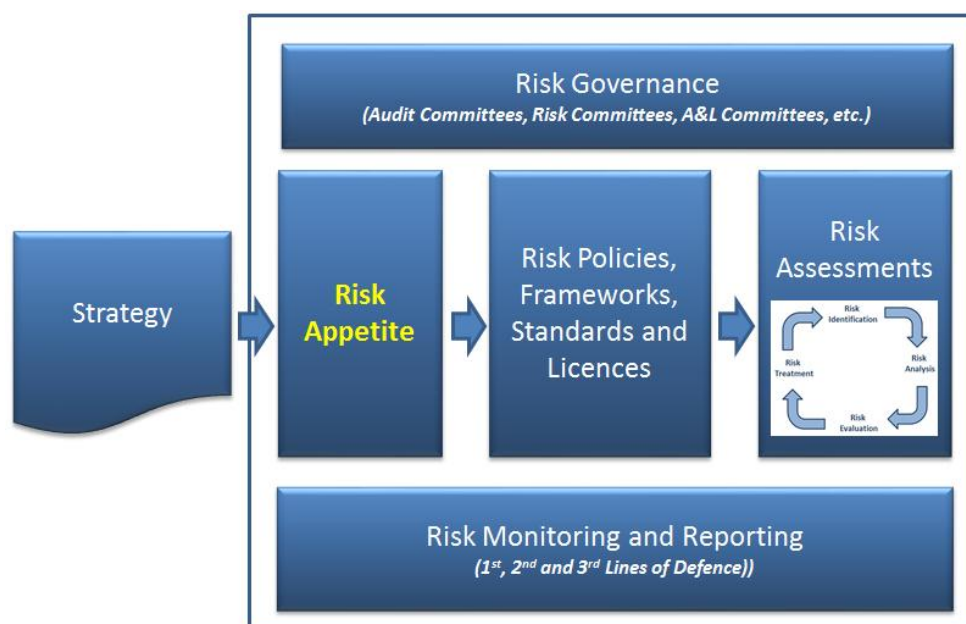 Risk Governance
(Audit Committees, Risk Committees, A&L Committees, etc.)
Strategy
Risk
Appetite
Risk Policies,
Frameworks,
Standards and
Licences
Risk
Assessments
Risk
Identification
Risk
Analysis
Risk
Evaluation
Risk
Treatment
Risk Monitoring and Reporting
(1st, 2nd and 3rd Lines of Defence))